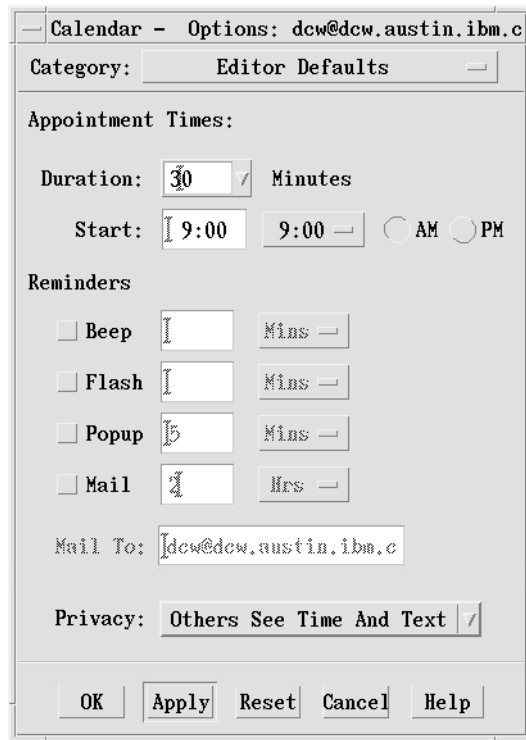 Calendar - Options: dcw@dcw.austin.ibm.c
Category: Editor Defaults
Appointment Times:
Duration: 30 Minutes
Start: 9:00 9:00 AM PM
Reminders
Beep Mins
Flash Mins
Popup 5 Mins
Mail 2 Hrs
Mail To: dcw@dcw.austin.ibm.c
Privacy: Others See Time And Text
OK Apply Reset Cancel Help